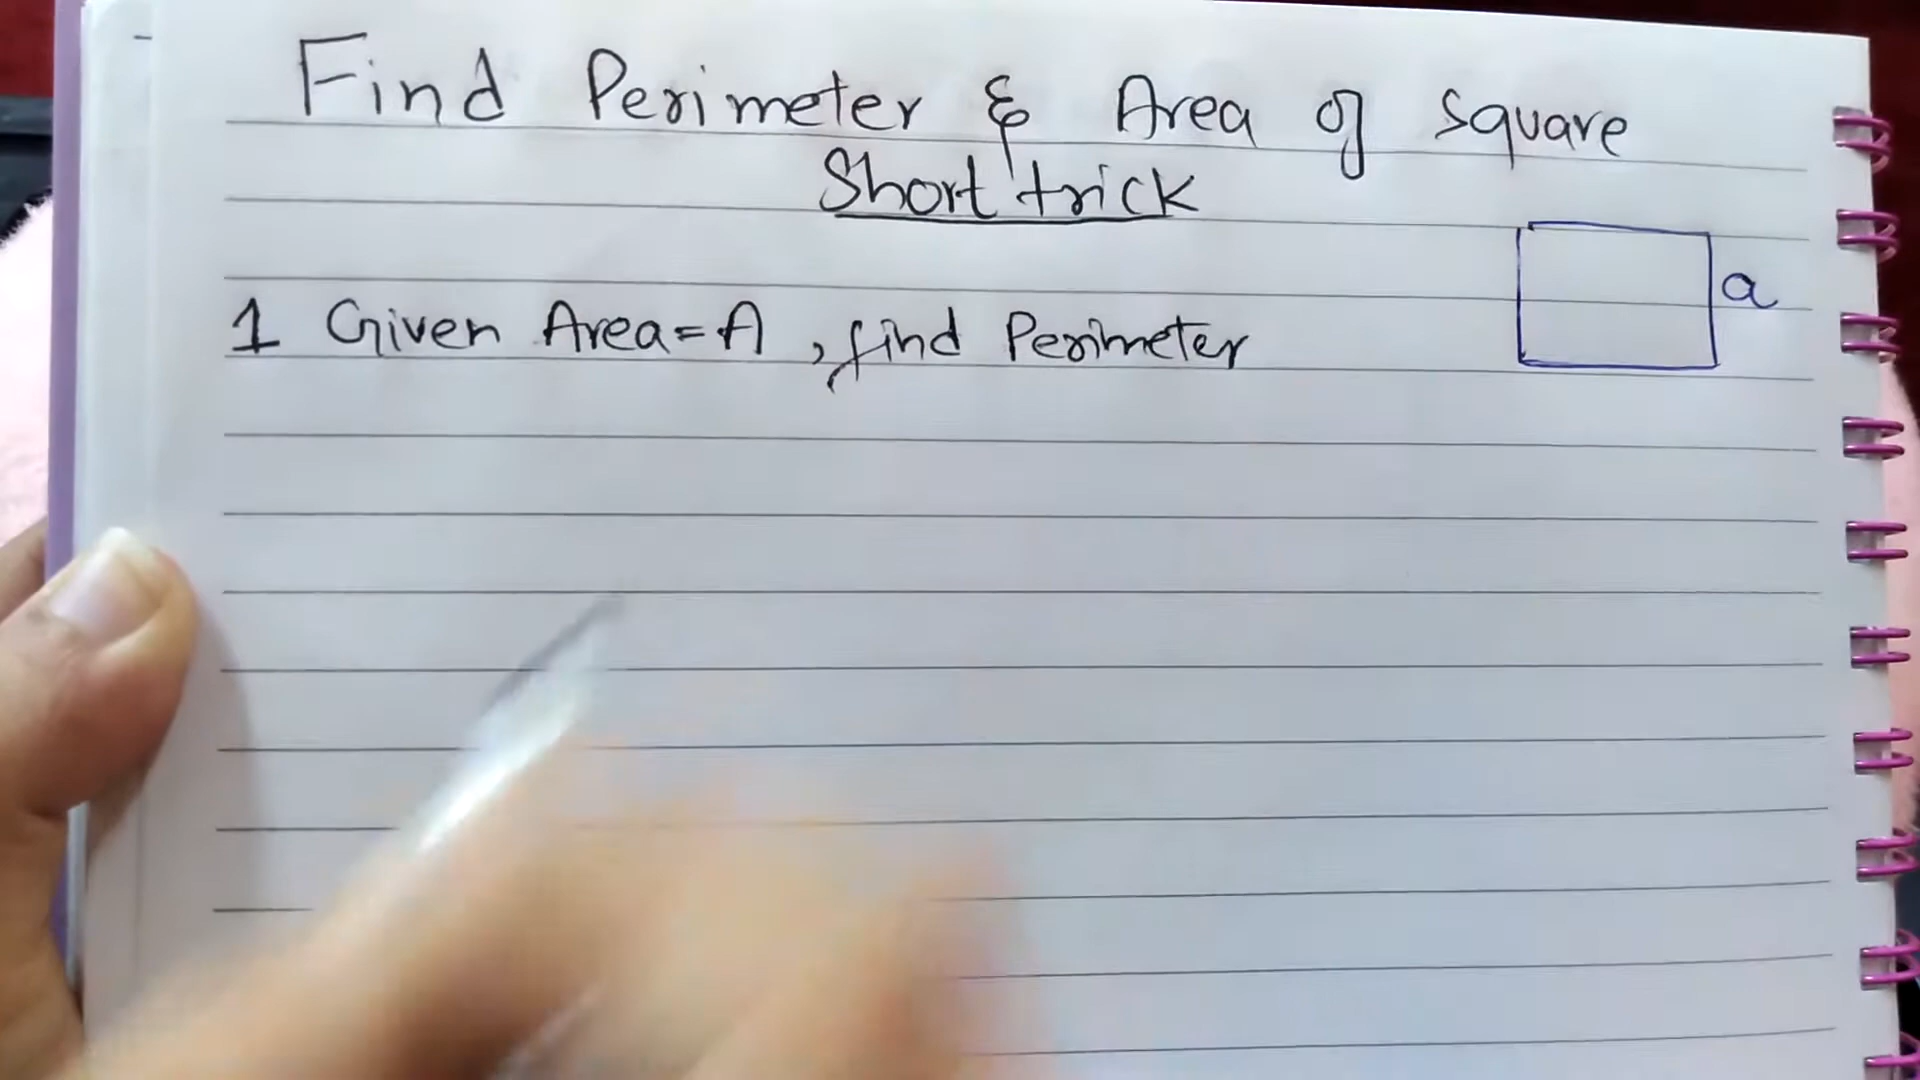 Find Perimeter & Area of square
Short trick
a
1 Given Area=A, find Perimeter